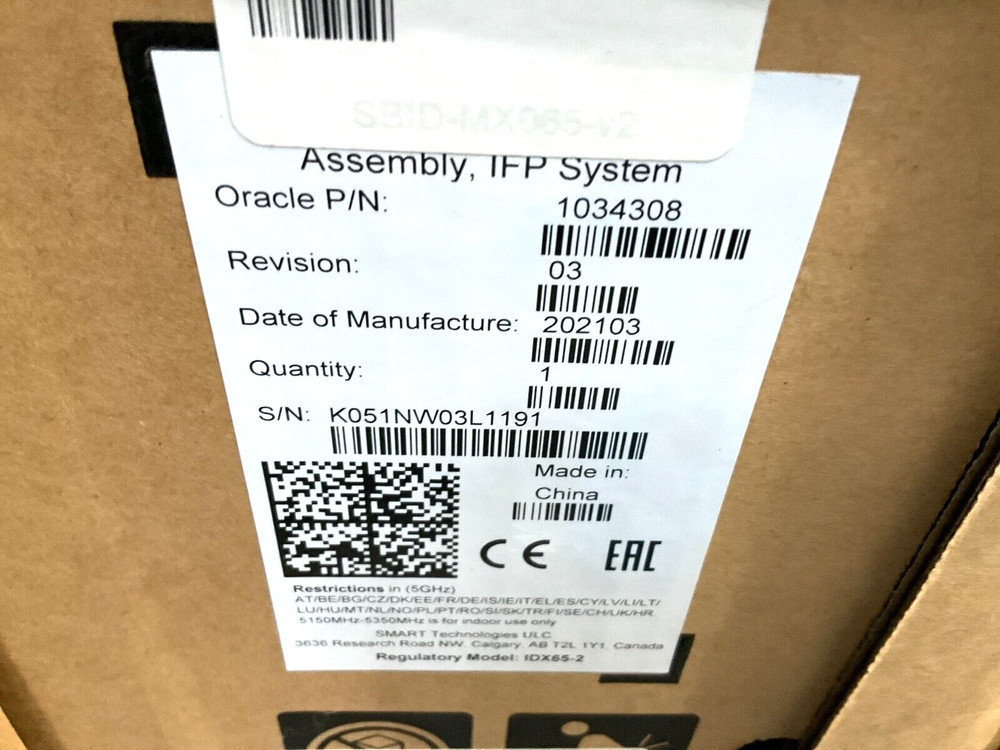 SBID-MX065-v2
Assembly, IFP System
Oracle P/N: 1034308
Revision: 03
Date of Manufacture: 202103
Quantity: 1
S/N: K051NW03L1191
Made in:
China
CE EAC
Restrictions in (5GHz)
AT/BE/BG/CZ/DK/EE/FR/DE/IS/IE/IT/EL/ES/CY/LV/LI/LT/
LU/HU/MT/NL/NO/PL/PT/RO/SI/SK/TR/FI/SE/CH/UK/HR
5150MHz-5350MHz is for indoor use only
SMART Technologies ULC
3636 Research Road NW, Calgary, AB T2L 1Y1, Canada
Regulatory Model: IDX65-2